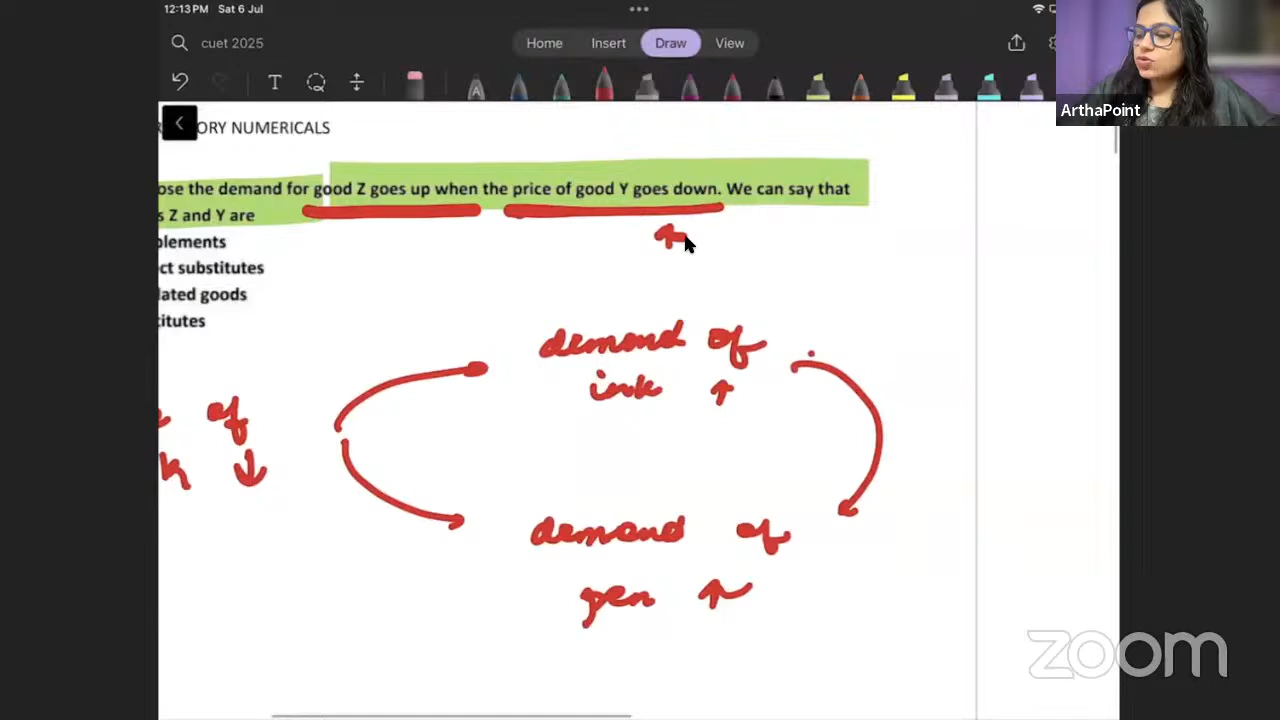 12:13 PM Sat 6 Jul
cuet 2025
Home Insert Draw View
ArthaPoint
ORY NUMERICALS
ose the demand for good Z goes up when the price of good Y goes down. We can say that
s Z and Y are
plements
ct substitutes
lated goods
titutes
demand of
ink ↑
of
k ↓
demand of
pen ↑
zoom